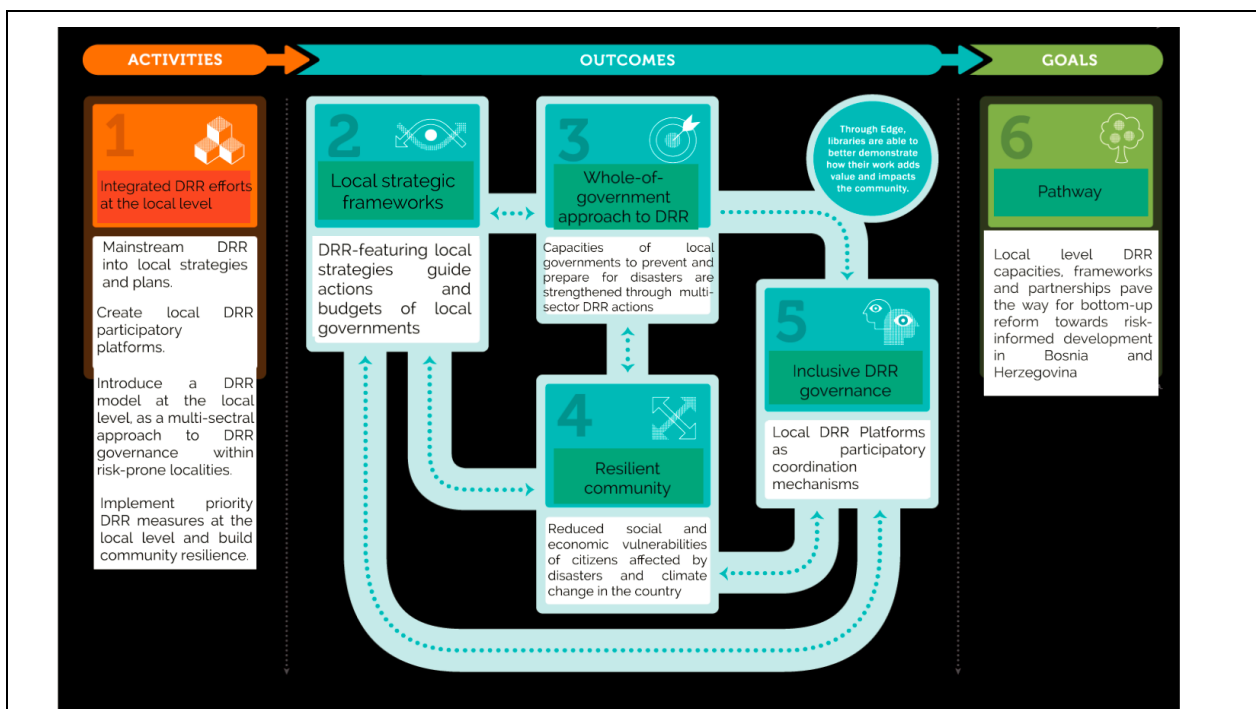 ACTIVITIES
OUTCOMES
GOALS
1
Integrated DRR efforts
at the local level
Mainstream DRR
into local strategies
and plans.
Create local DRR
participatory
platforms.
Introduce a DRR
model at the local
level, as a multi-sectral
approach to DRR
governance within
risk-prone localities.
Implement priority
DRR measures at the
local level and build
community resilience.
2
Local strategic
frameworks
DRR-featuring local
strategies guide
actions and
budgets of local
governments
3
Whole-of-
government
approach to DRR
Capacities of local
governments to prevent and
prepare for disasters are
strengthened through multi-
sector DRR actions
4
Resilient
community
Reduced social and
economic vulnerabilities
of citizens affected by
disasters and climate
change in the country
Through Edge,
libraries are able to
better demonstrate
how their work adds
value and impacts
the community.
5
Inclusive DRR
governance
Local DRR Platforms
as participatory
coordination
mechanisms
6
Pathway
Local level DRR
capacities, frameworks
and partnerships pave
the way for bottom-up
reform towards risk-
informed development
in Bosnia and
Herzegovina